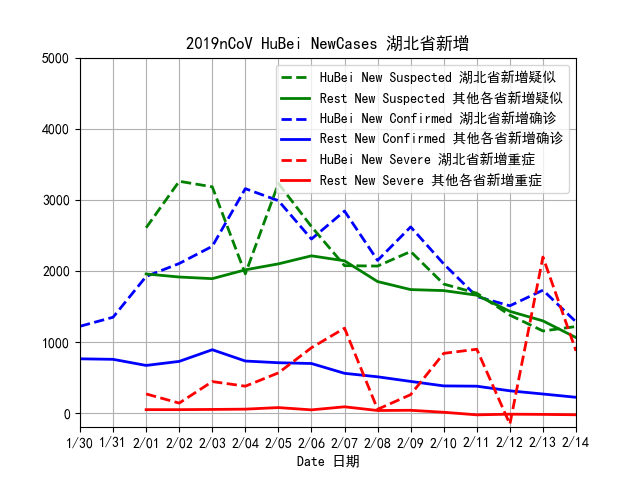 2019nCoV HuBei NewCases 湖北省新增
5000
4000
3000
2000
1000
0
HuBei New Suspected 湖北省新增疑似
Rest New Suspected 其他各省新增疑似
HuBei New Confirmed 湖北省新增确诊
Rest New Confirmed 其他各省新增确诊
HuBei New Severe 湖北省新增重症
Rest New Severe 其他各省新增重症
1/30 1/31 2/01 2/02 2/03 2/04 2/05 2/06 2/07 2/08 2/09 2/10 2/11 2/12 2/13 2/14
Date 日期